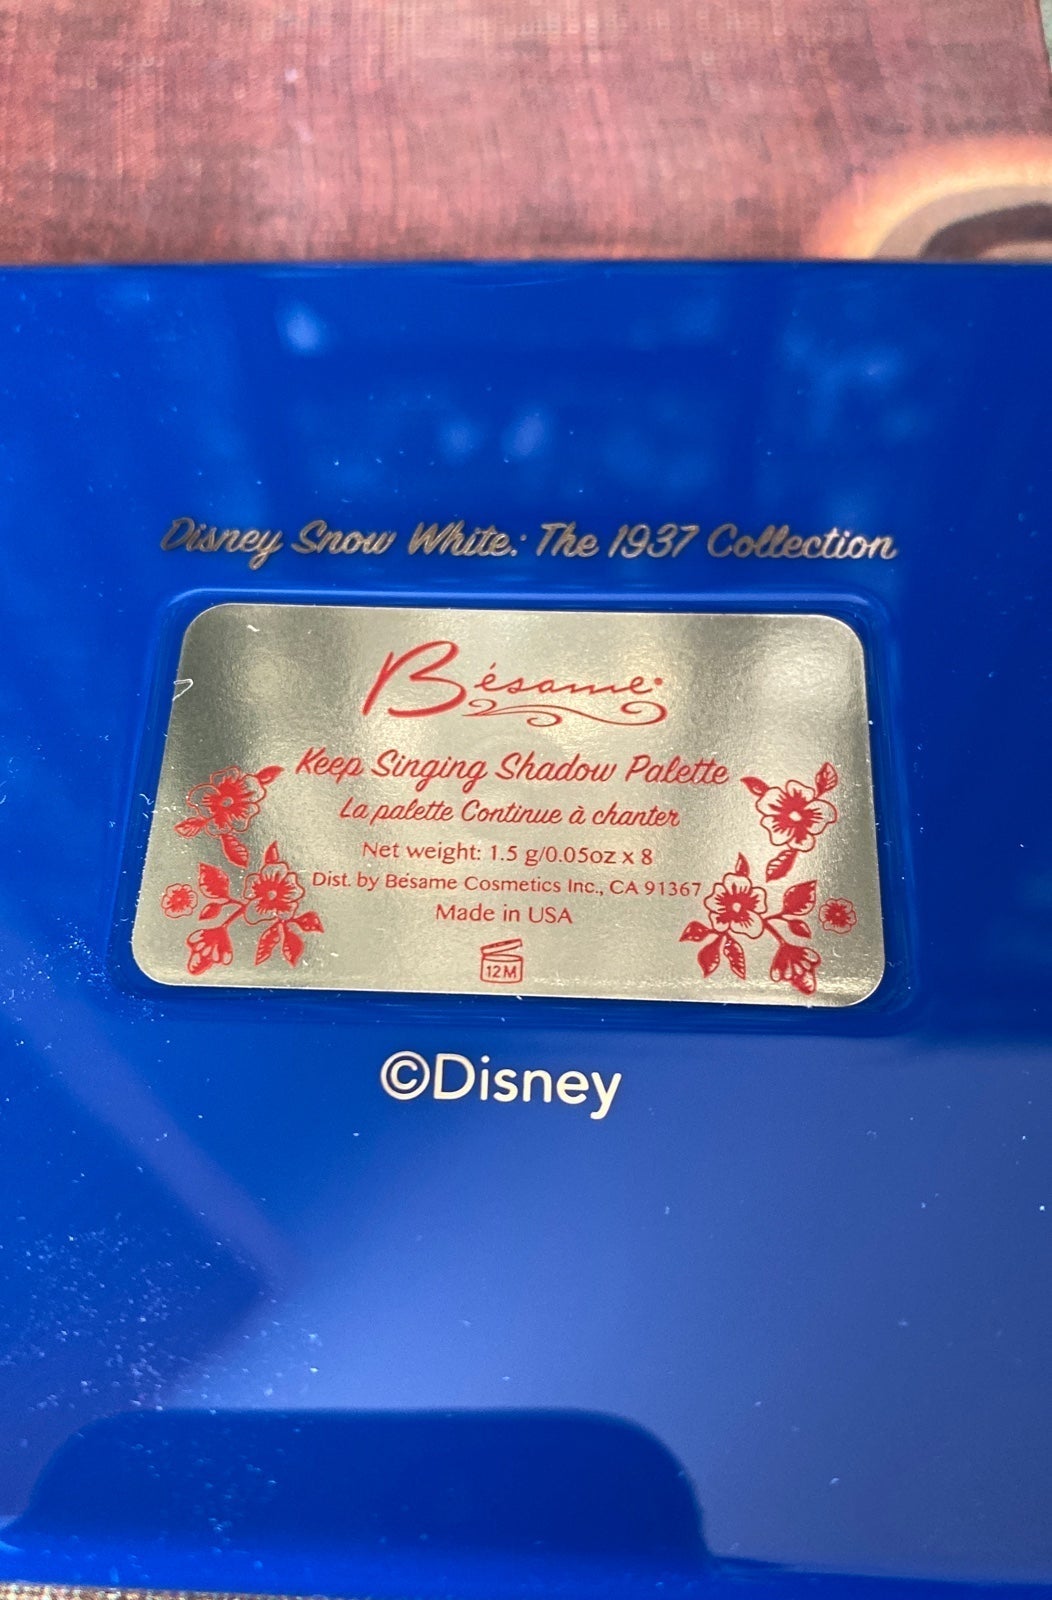 Disney Snow White: The 1937 Collection
Bésame
Keep Singing Shadow Palette
La palette Continue à chanter
Net weight: 1.5 g/0.05oz x 8
Dist. by Bésame Cosmetics Inc., CA 91367
Made in USA
12M
©Disney